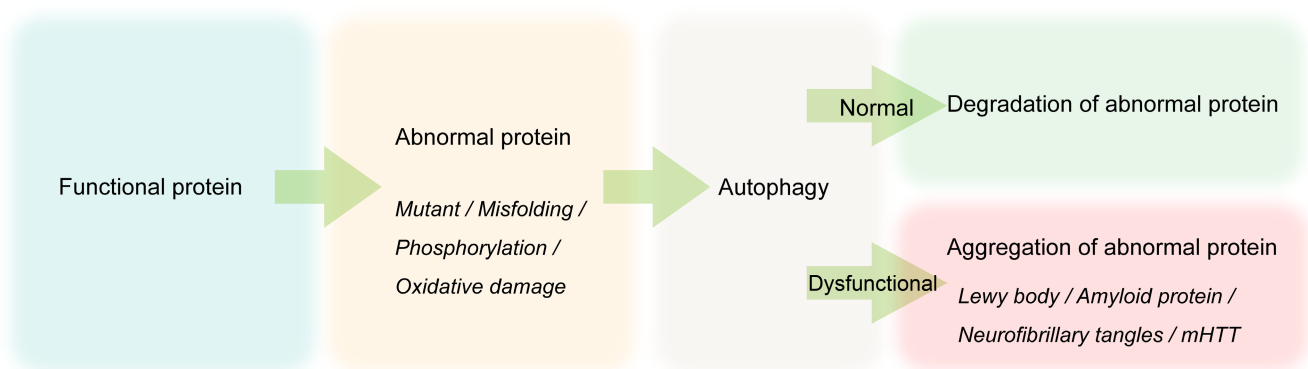 Functional protein
Abnormal protein
Mutant / Misfolding /
Phosphorylation /
Oxidative damage
Autophagy
Normal
Degradation of abnormal protein
Dysfunctional
Aggregation of abnormal protein
Lewy body / Amyloid protein /
Neurofibrillary tangles / mHTT